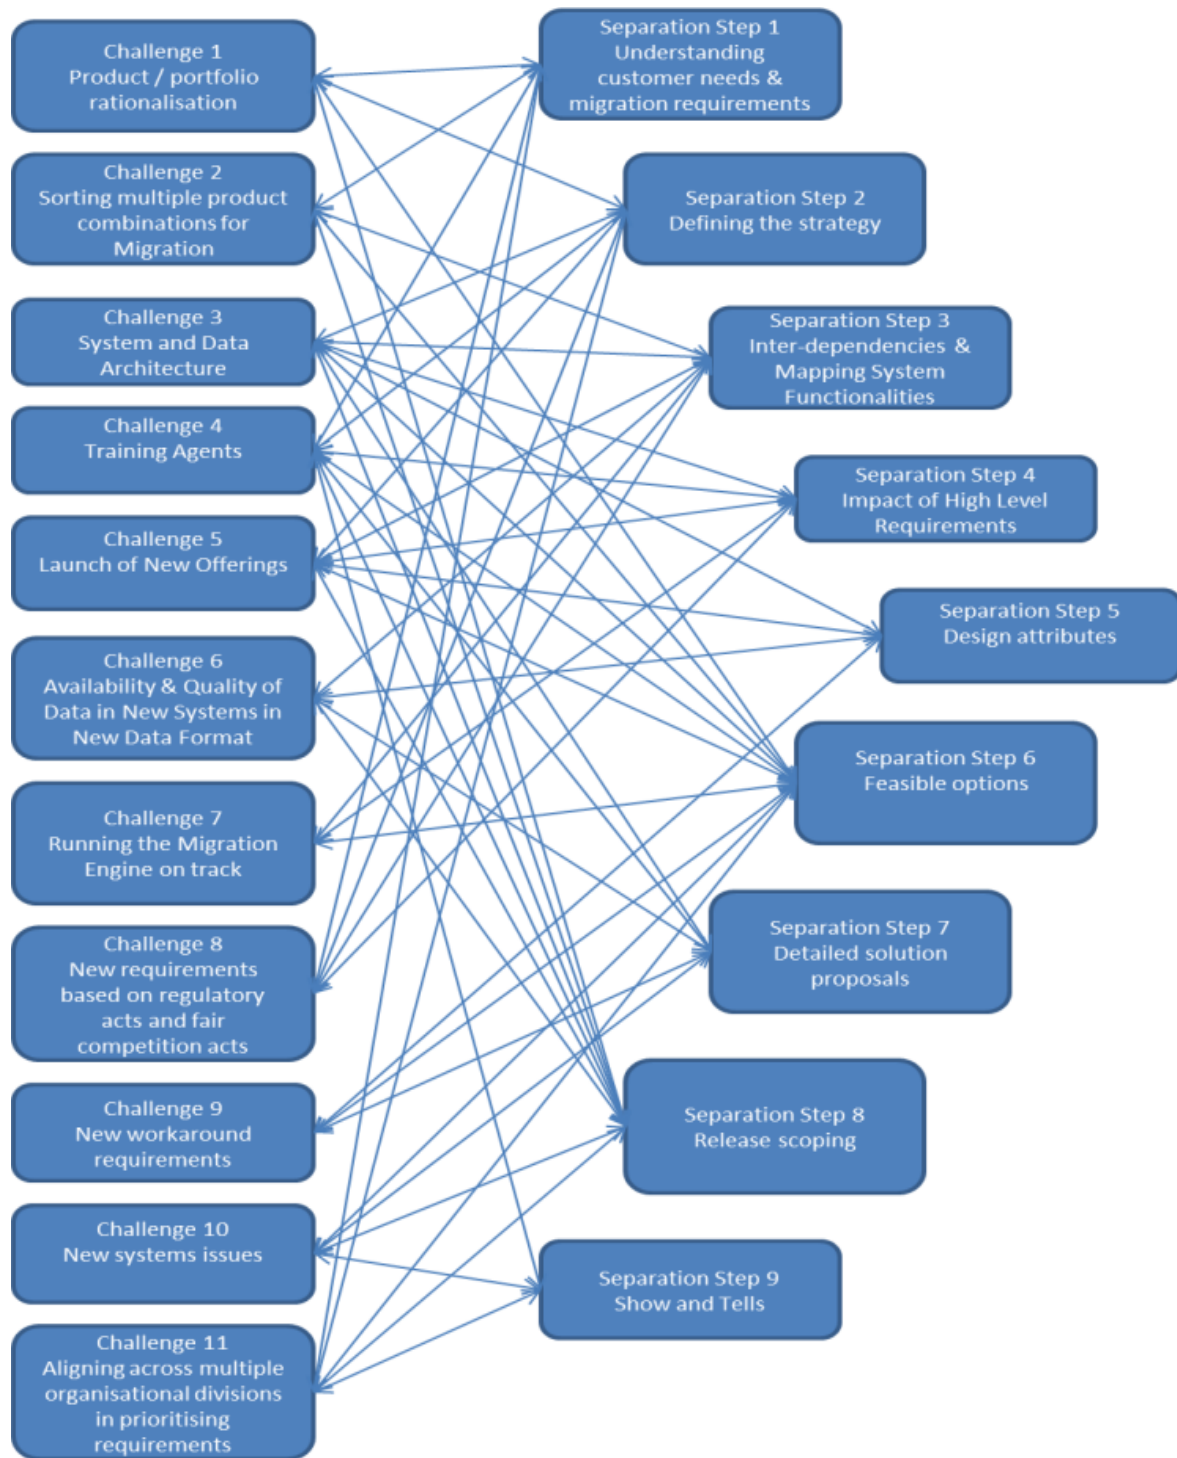 Challenge 1
Product / portfolio
rationalisation
Challenge 2
Sorting multiple product
combinations for
Migration
Challenge 3
System and Data
Architecture
Challenge 4
Training Agents
Challenge 5
Launch of New Offerings
Challenge 6
Availability & Quality of
Data in New Systems in
New Data Format
Challenge 7
Running the Migration
Engine on track
Challenge 8
New requirements
based on regulatory
acts and fair
competition acts
Challenge 9
New workaround
requirements
Challenge 10
New systems issues
Challenge 11
Aligning across multiple
organisational divisions
in prioritising
requirements
Separation Step 1
Understanding
customer needs &
migration requirements
Separation Step 2
Defining the strategy
Separation Step 3
Inter-dependencies &
Mapping System
Functionalities
Separation Step 4
Impact of High Level
Requirements
Separation Step 5
Design attributes
Separation Step 6
Feasible options
Separation Step 7
Detailed solution
proposals
Separation Step 8
Release scoping
Separation Step 9
Show and Tells